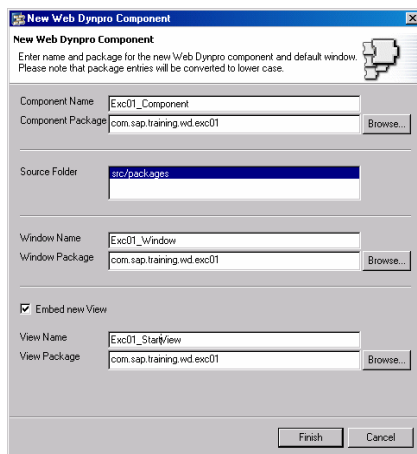 New Web Dynpro Component
New Web Dynpro Component
Enter name and package for the new Web Dynpro component and default window.
Please note that package entries will be converted to lower case.
Component Name Exc01_Component
Component Package com.sap.training.wd.exc01 Browse...
Source Folder src/packages
Window Name Exc01_Window
Window Package com.sap.training.wd.exc01 Browse...
Embed new View
View Name Exc01_StartView
View Package com.sap.training.wd.exc01 Browse...
Finish Cancel